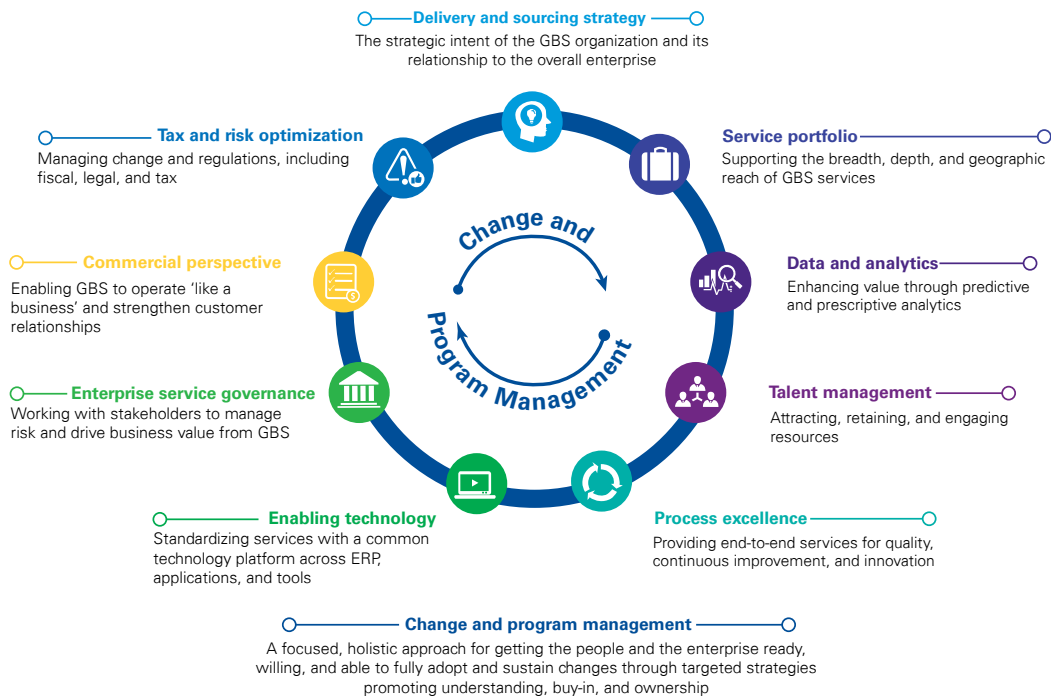 Delivery and sourcing strategy
The strategic intent of the GBS organization and its
relationship to the overall enterprise
Tax and risk optimization
Managing change and regulations, including
fiscal, legal, and tax
Service portfolio
Supporting the breadth, depth, and geographic
reach of GBS services
Change and
Program Management
Commercial perspective
Enabling GBS to operate ‘like a
business’ and strengthen customer
relationships
Data and analytics
Enhancing value through predictive
and prescriptive analytics
Enterprise service governance
Working with stakeholders to manage
risk and drive business value from GBS
Talent management
Attracting, retaining, and engaging
resources
$
Enabling technology
Standardizing services with a common
technology platform across ERP,
applications, and tools
Process excellence
Providing end-to-end services for quality,
continuous improvement, and innovation
Change and program management
A focused, holistic approach for getting the people and the enterprise ready,
willing, and able to fully adopt and sustain changes through targeted strategies
promoting understanding, buy-in, and ownership